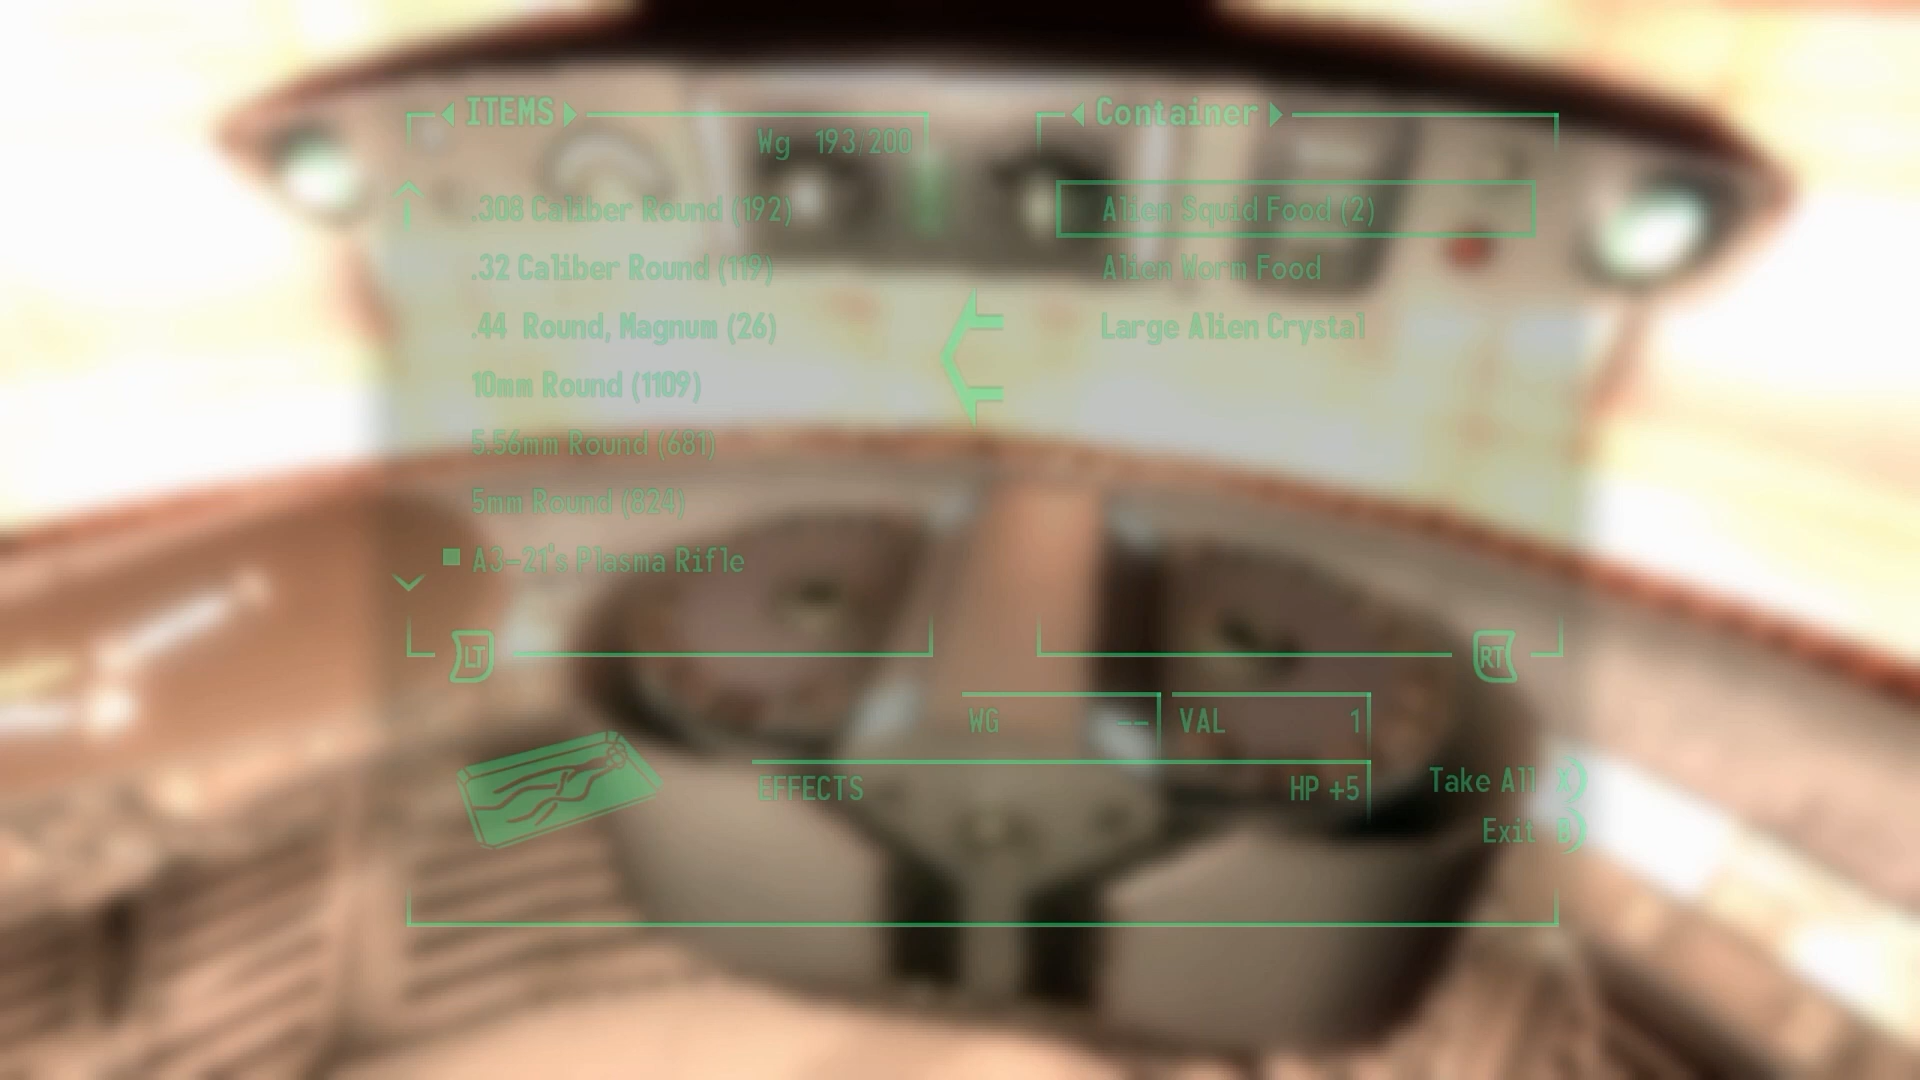 ITEMS
Wg 193/200
.308 Caliber Round (192)
.32 Caliber Round (119)
.44 Round, Magnum (26)
10mm Round (1109)
5.56mm Round (681)
5mm Round (824)
A3-21's Plasma Rifle
LT
Container
Alien Squid Food (2)
Alien Worm Food
Large Alien Crystal
RT
WG --
VAL 1
EFFECTS HP +5
Take All X)
Exit B)